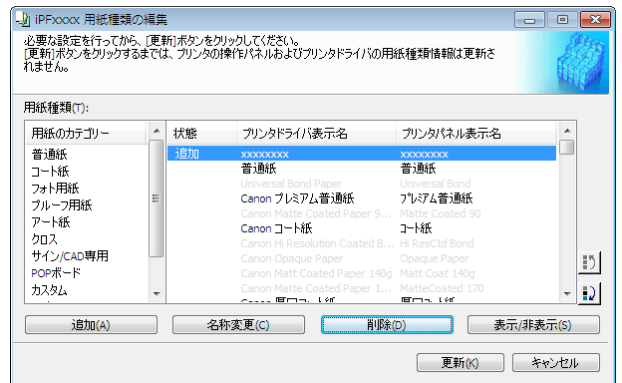 iPFxxxx 用紙種類の編集
必要な設定を行ってから、[更新]ボタンをクリックしてください。
[更新]ボタンをクリックするまでは、プリンタの操作パネルおよびプリンタドライバの用紙種類情報は更新さ
れません。
用紙種類(T):
用紙のカテゴリー 状態 プリンタドライバ表示名 プリンタパネル表示名
普通紙 追加 xxxxxxxx xxxxxxxx
コート紙 普通紙 普通紙
フォト用紙 Universal Bond Paper Universal Bond
プルーフ用紙 Canon プレミアム普通紙 プレミアム普通紙
アート紙 Canon Matte Coated Paper 9... Matte Coated 90
クロス Canon コート紙 コート紙
サイン/CAD専用 Canon Hi Resolution Coated B... Hi ResCtd Bond
POPボード Canon Opaque Paper Opaque Paper
カスタム Canon Matt Coated Paper 140g Matt Coat 140g
Canon Matte Coated Paper 1... MatteCoated 170
Canon 厚口コート紙 厚口コート紙
追加(A) 名称変更(C) 削除(D) 表示/非表示(S)
更新(K) キャンセル